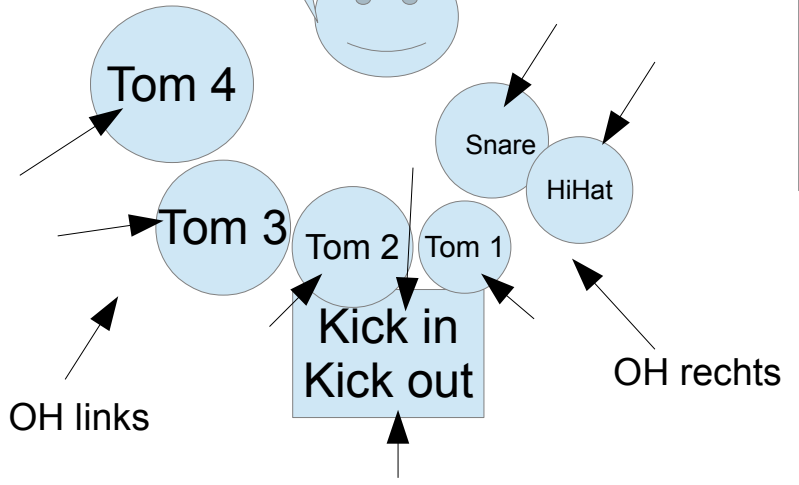 Tom 4
Snare
HiHat
Tom 3
Tom 2
Tom 1
Kick in
Kick out
OH rechts
OH links